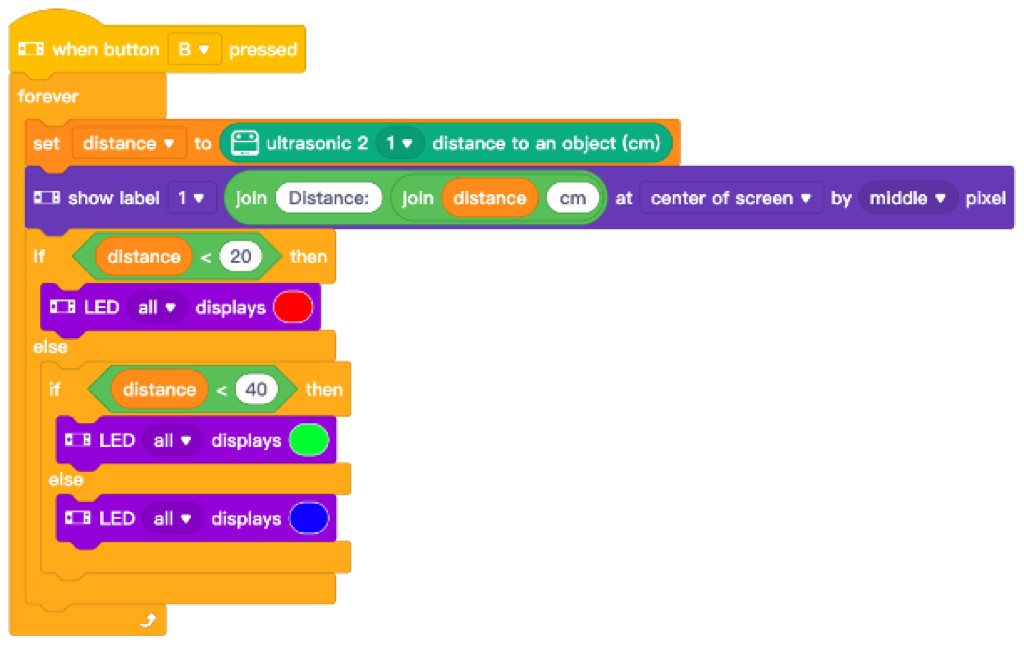 when button B pressed
forever
set distance to ultrasonic 2 1 distance to an object (cm)
show label 1 join Distance: join distance cm at center of screen by middle pixel
if distance < 20 then
LED all displays
else
if distance < 40 then
LED all displays
else
LED all displays